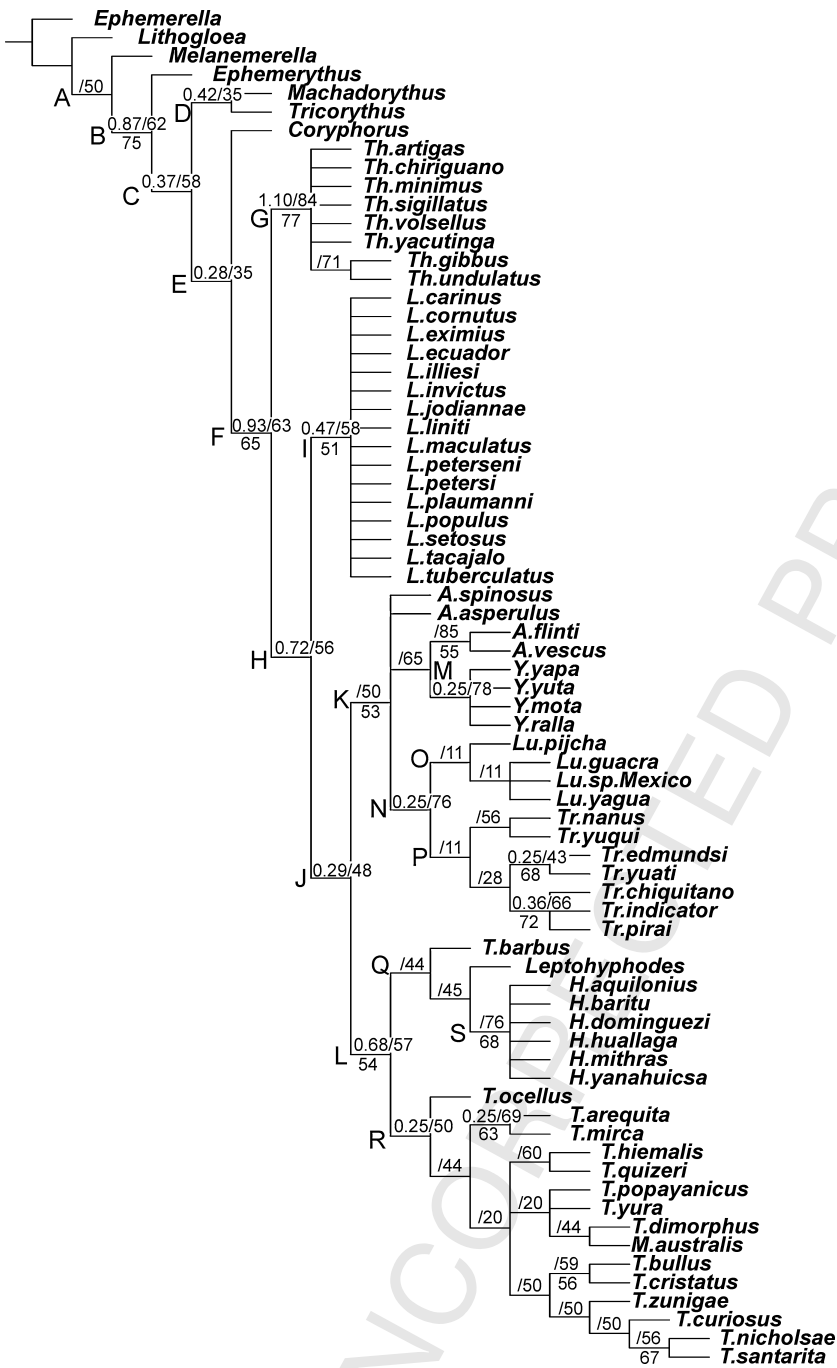 Ephemerella
Lithogloea
Melanemerella
/50
Ephemerythus
A
0.42/35
Machadorythus
D
Tricorythus
0.87/62
B
Coryphorus
75
Th.artigas
Th.chiriguano
0.37/58
Th.minimus
C
1.10/84
Th.sigillatus
G
77
Th.volsellus
Th.yacutinga
/71
Th.gibbus
0.28/35
Th.undulatus
E
L.carinus
L.cornutus
L.eximius
L.ecuador
L.illiesi
L.invictus
L.jodiannae
0.93/63
0.47/58
L.liniti
F
65
I
51
L.maculatus
L.peterseni
L.petersi
L.plaumanni
L.populus
L.setosus
L.tacajalo
L.tuberculatus
A.spinosus
A.asperulus
/85
A.flinti
0.72/56
55
A.vescus
H
/65
M
Y.yapa
0.25/78
Y.yuta
K
/50
Y.mota
53
Y.ralla
Lu.pijcha
O
/11
Lu.guacra
/11
Lu.sp.Mexico
0.25/76
Lu.yagua
N
/56
Tr.nanus
Tr.yuqui
P
/11
0.25/43
Tr.edmundsi
0.29/48
68
Tr.yuati
J
/28
Tr.chiquitano
0.36/66
Tr.indicator
72
Tr.pirai
T.barbus
Q
/44
Leptohyphodes
/45
H.aquilonius
H.baritu
/76
H.dominguezi
S
68
H.huallaga
0.68/57
H.mithras
L
54
H.yanahuicsa
T.ocellus
0.25/69
T.arequita
0.25/50
63
T.mirca
R
/60
T.hiemalis
/44
T.quizeri
T.popayanicus
/20
T.yura
/20
/44
T.dimorphus
M.australis
/59
T.bullus
56
T.cristatus
/50
T.zunigae
/50
/50
T.curiosus
/56
T.nicholsae
67
T.santarita